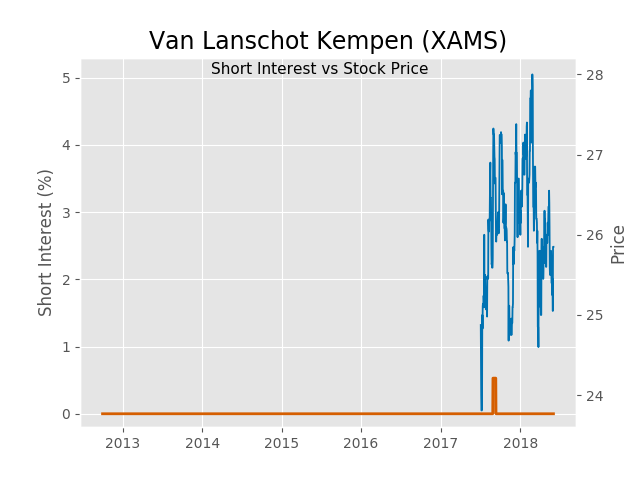 Van Lanschot Kempen (XAMS)
Short Interest vs Stock Price
Short Interest (%)
5
4
3
2
1
0
28
27
26
25
24
Price
2013 2014 2015 2016 2017 2018